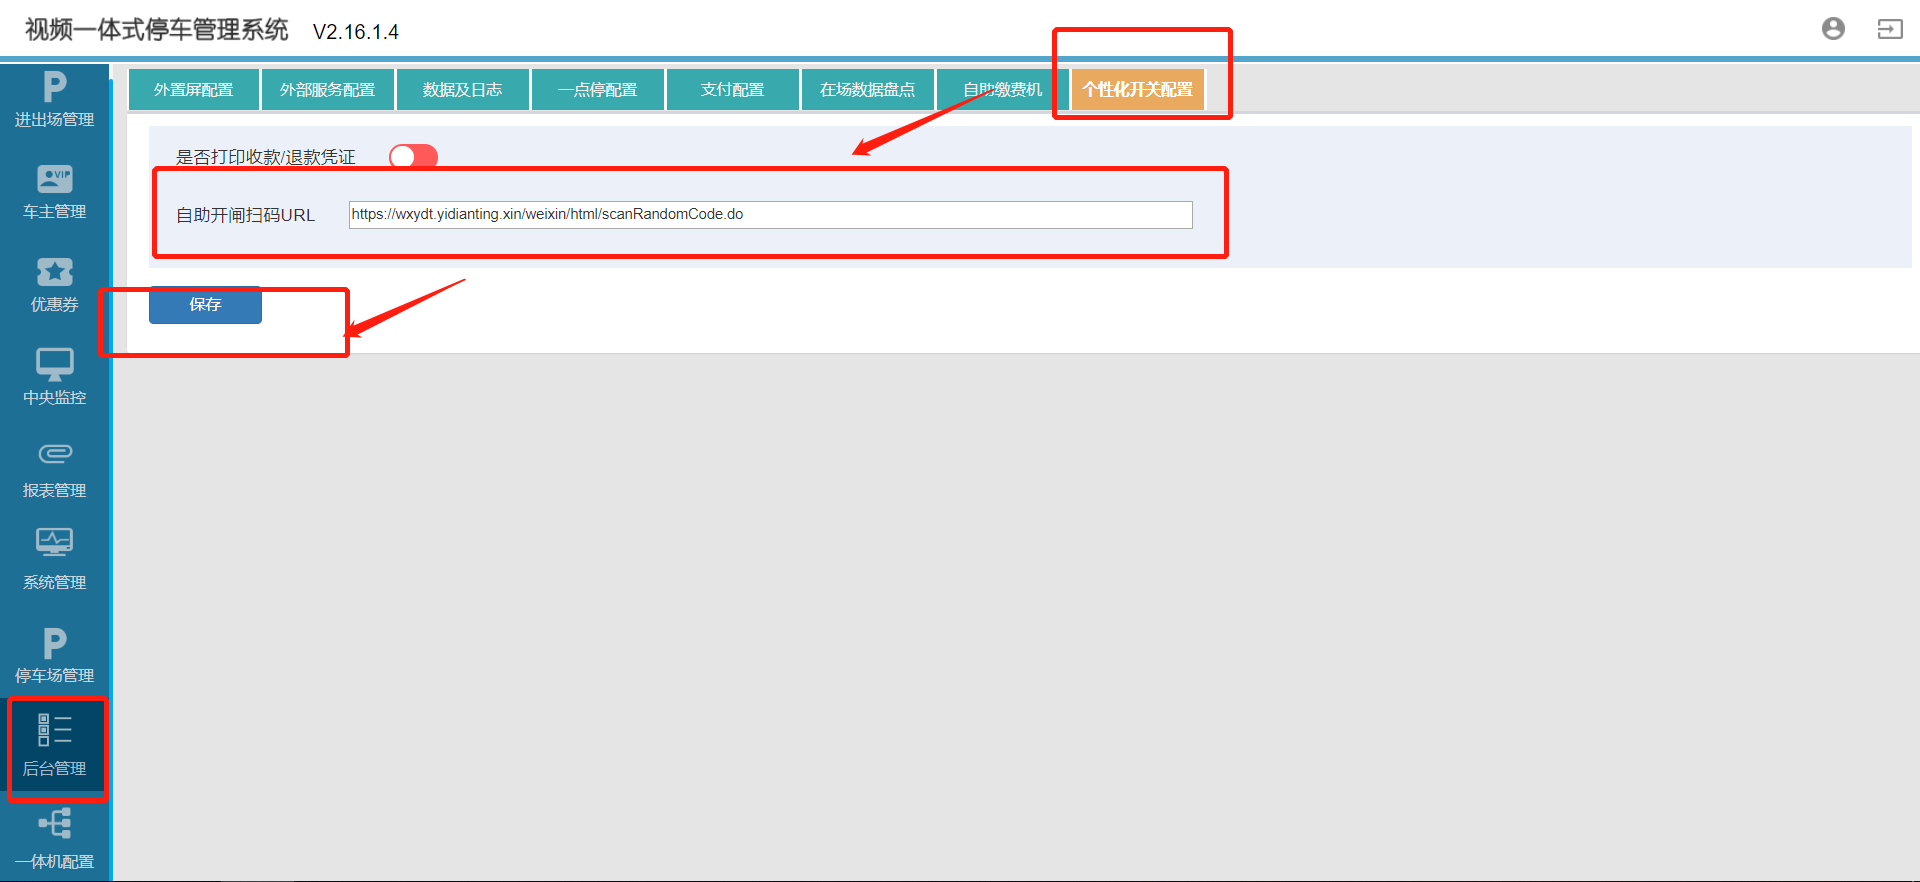 视频一体式停车管理系统 V2.16.1.4
进出场管理
车主管理
优惠券
中央监控
报表管理
系统管理
停车场管理
后台管理
一体机配置
外置屏配置 外部服务配置 数据及日志 一点停配置 支付配置 在场数据盘点 自助缴费机 个性化开关配置
是否打印收款/退款凭证
自助开闸扫码URL https://wxydt.yidianting.xin/weixin/html/scanRandomCode.do
保存
VIP